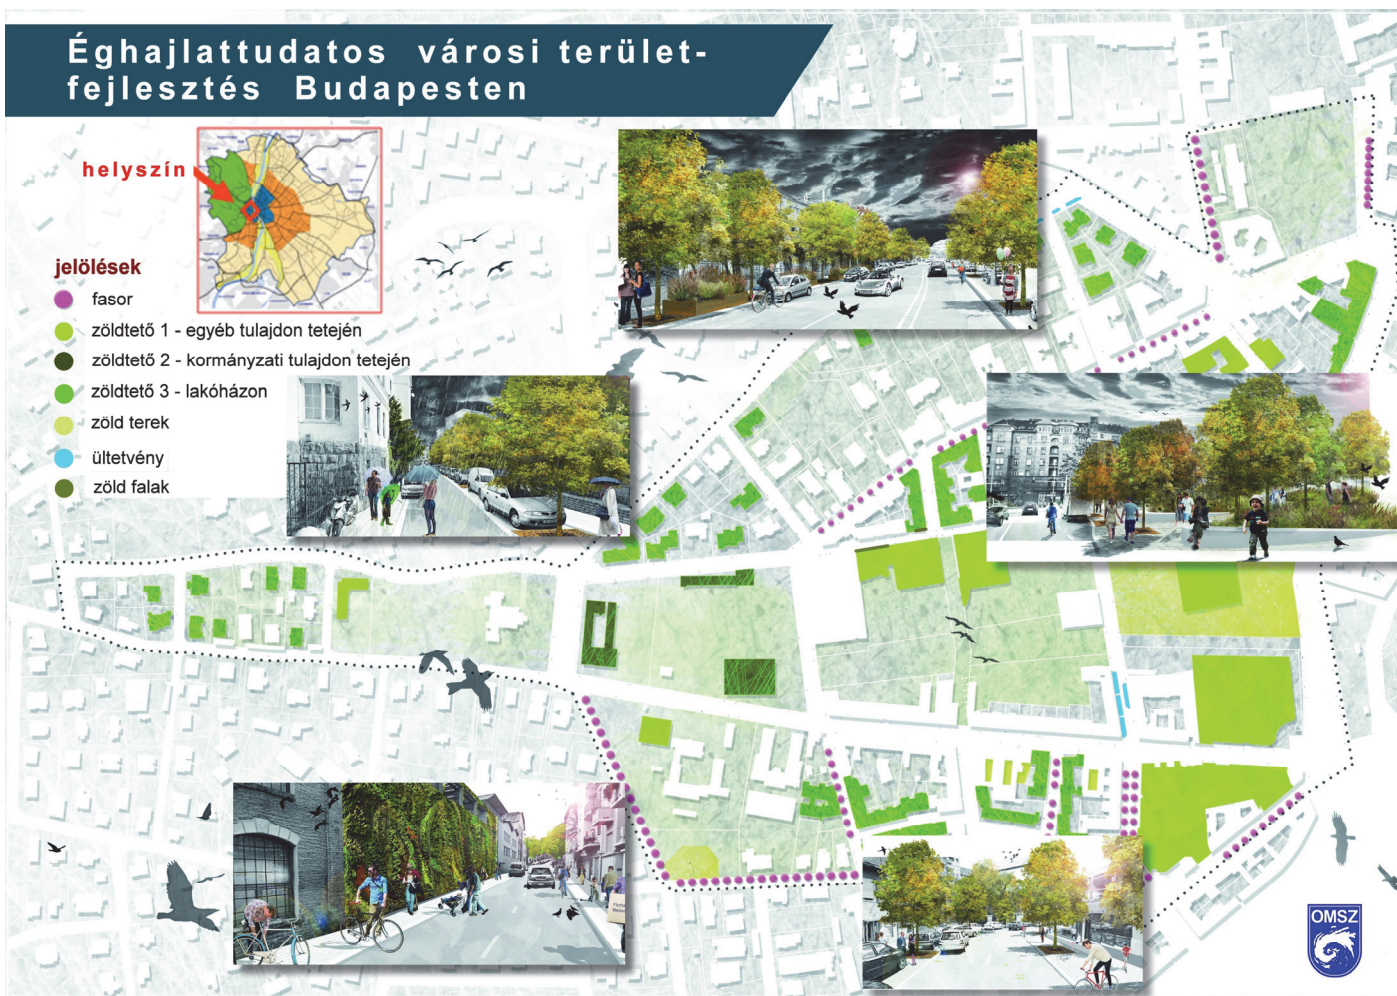 Éghajlattudatos városi terület-
fejlesztés Budapesten
helyszín
jelölések
fasor
zöldtető 1 - egyéb tulajdon tetején
zöldtető 2 - kormányzati tulajdon tetején
zöldtető 3 - lakóházon
zöld terek
ültetvény
zöld falak
OMSZ